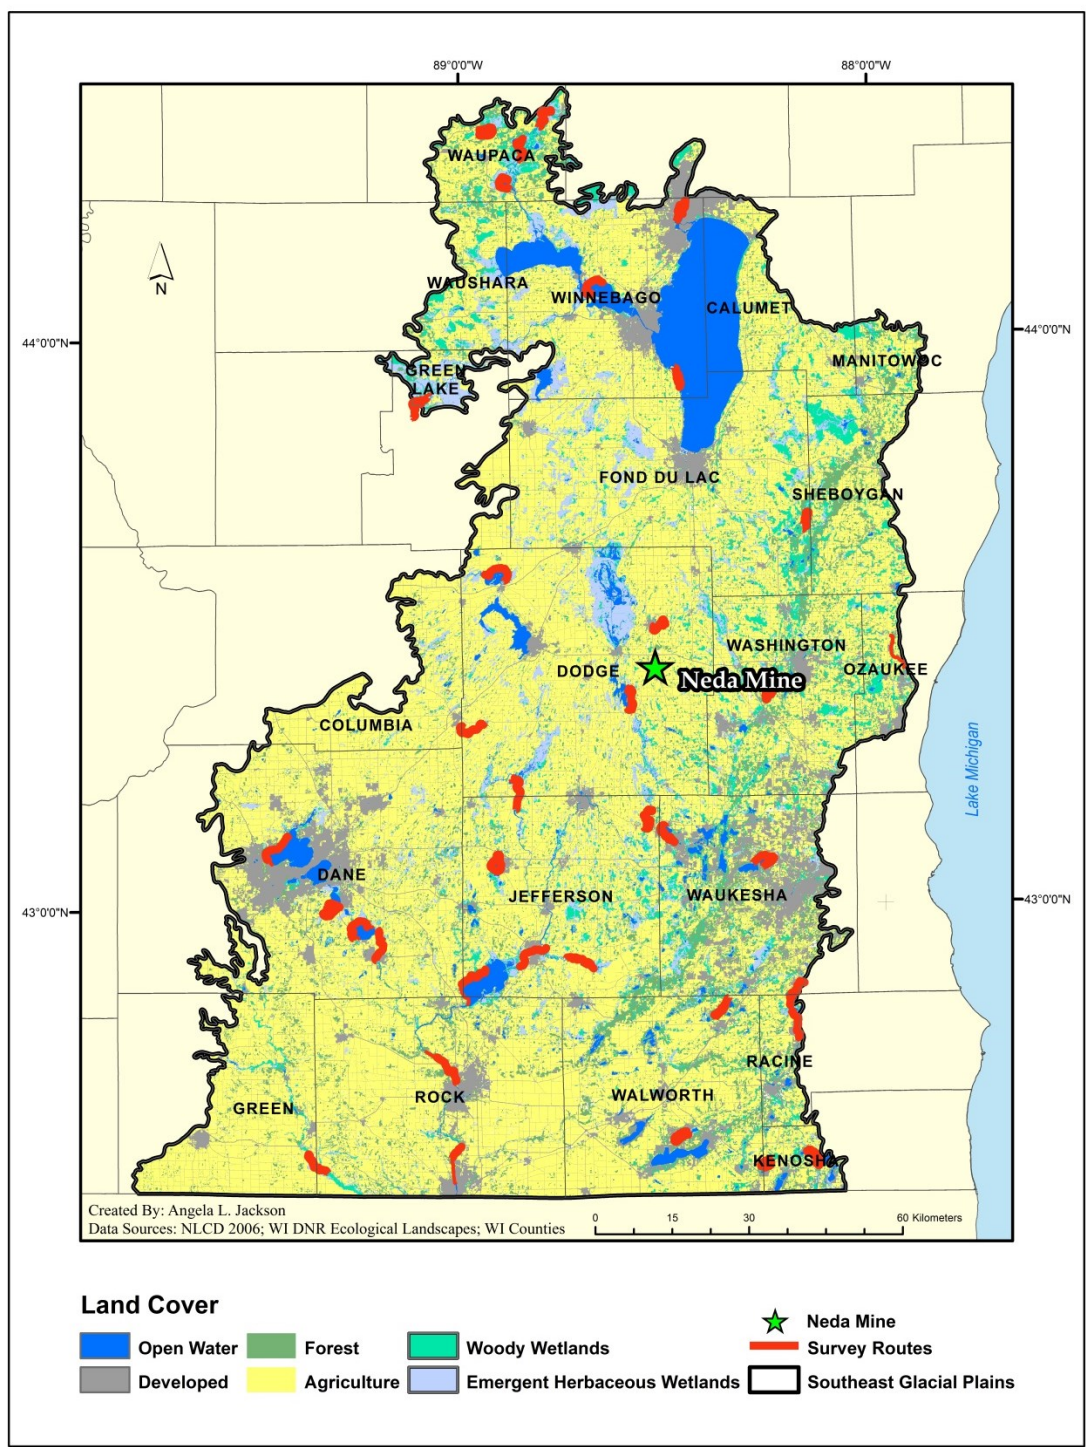 89°0'0"W
88°0'0"W
WAUPACA
N
WAUSHARA
WINNEBAGO
CALUMET
44°0'0"N
44°0'0"N
MANITOWOC
GREEN
LAKE
FOND DU LAC
SHEBOYGAN
WASHINGTON
DODGE
OZAUKEE
Neda Mine
COLUMBIA
Lake Michigan
DANE
JEFFERSON
WAUKESHA
43°0'0"N
43°0'0"N
RACINE
ROCK
WALWORTH
GREEN
KENOSHA
Created By: Angela L. Jackson
Data Sources: NLCD 2006; WI DNR Ecological Landscapes; WI Counties
0 15 30 60 Kilometers
Land Cover
Open Water
Forest
Woody Wetlands
Neda Mine
Survey Routes
Developed
Agriculture
Emergent Herbaceous Wetlands
Southeast Glacial Plains